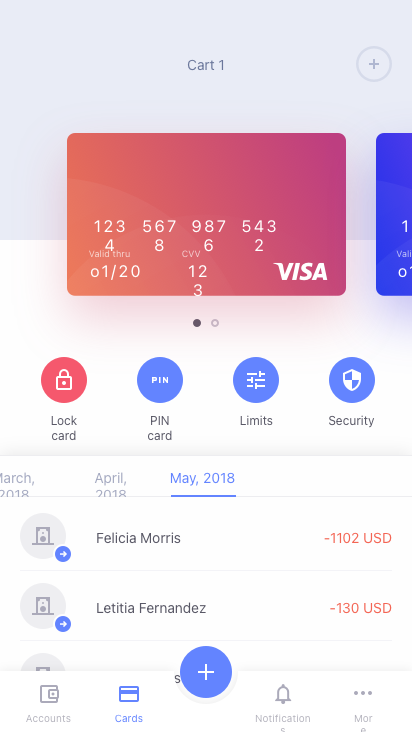 Cart 1
123 567 987 543
4 8 6 2
Valid thru CVV
o1/20 12
3
VISA
1
Vali
o1
Lock
card
PIN
PIN
card
Limits
Security
March, April, May, 2018
2018 2018
Felicia Morris -1102 USD
Letitia Fernandez -130 USD
s
Accounts
Cards
Notification
s
Mor
e